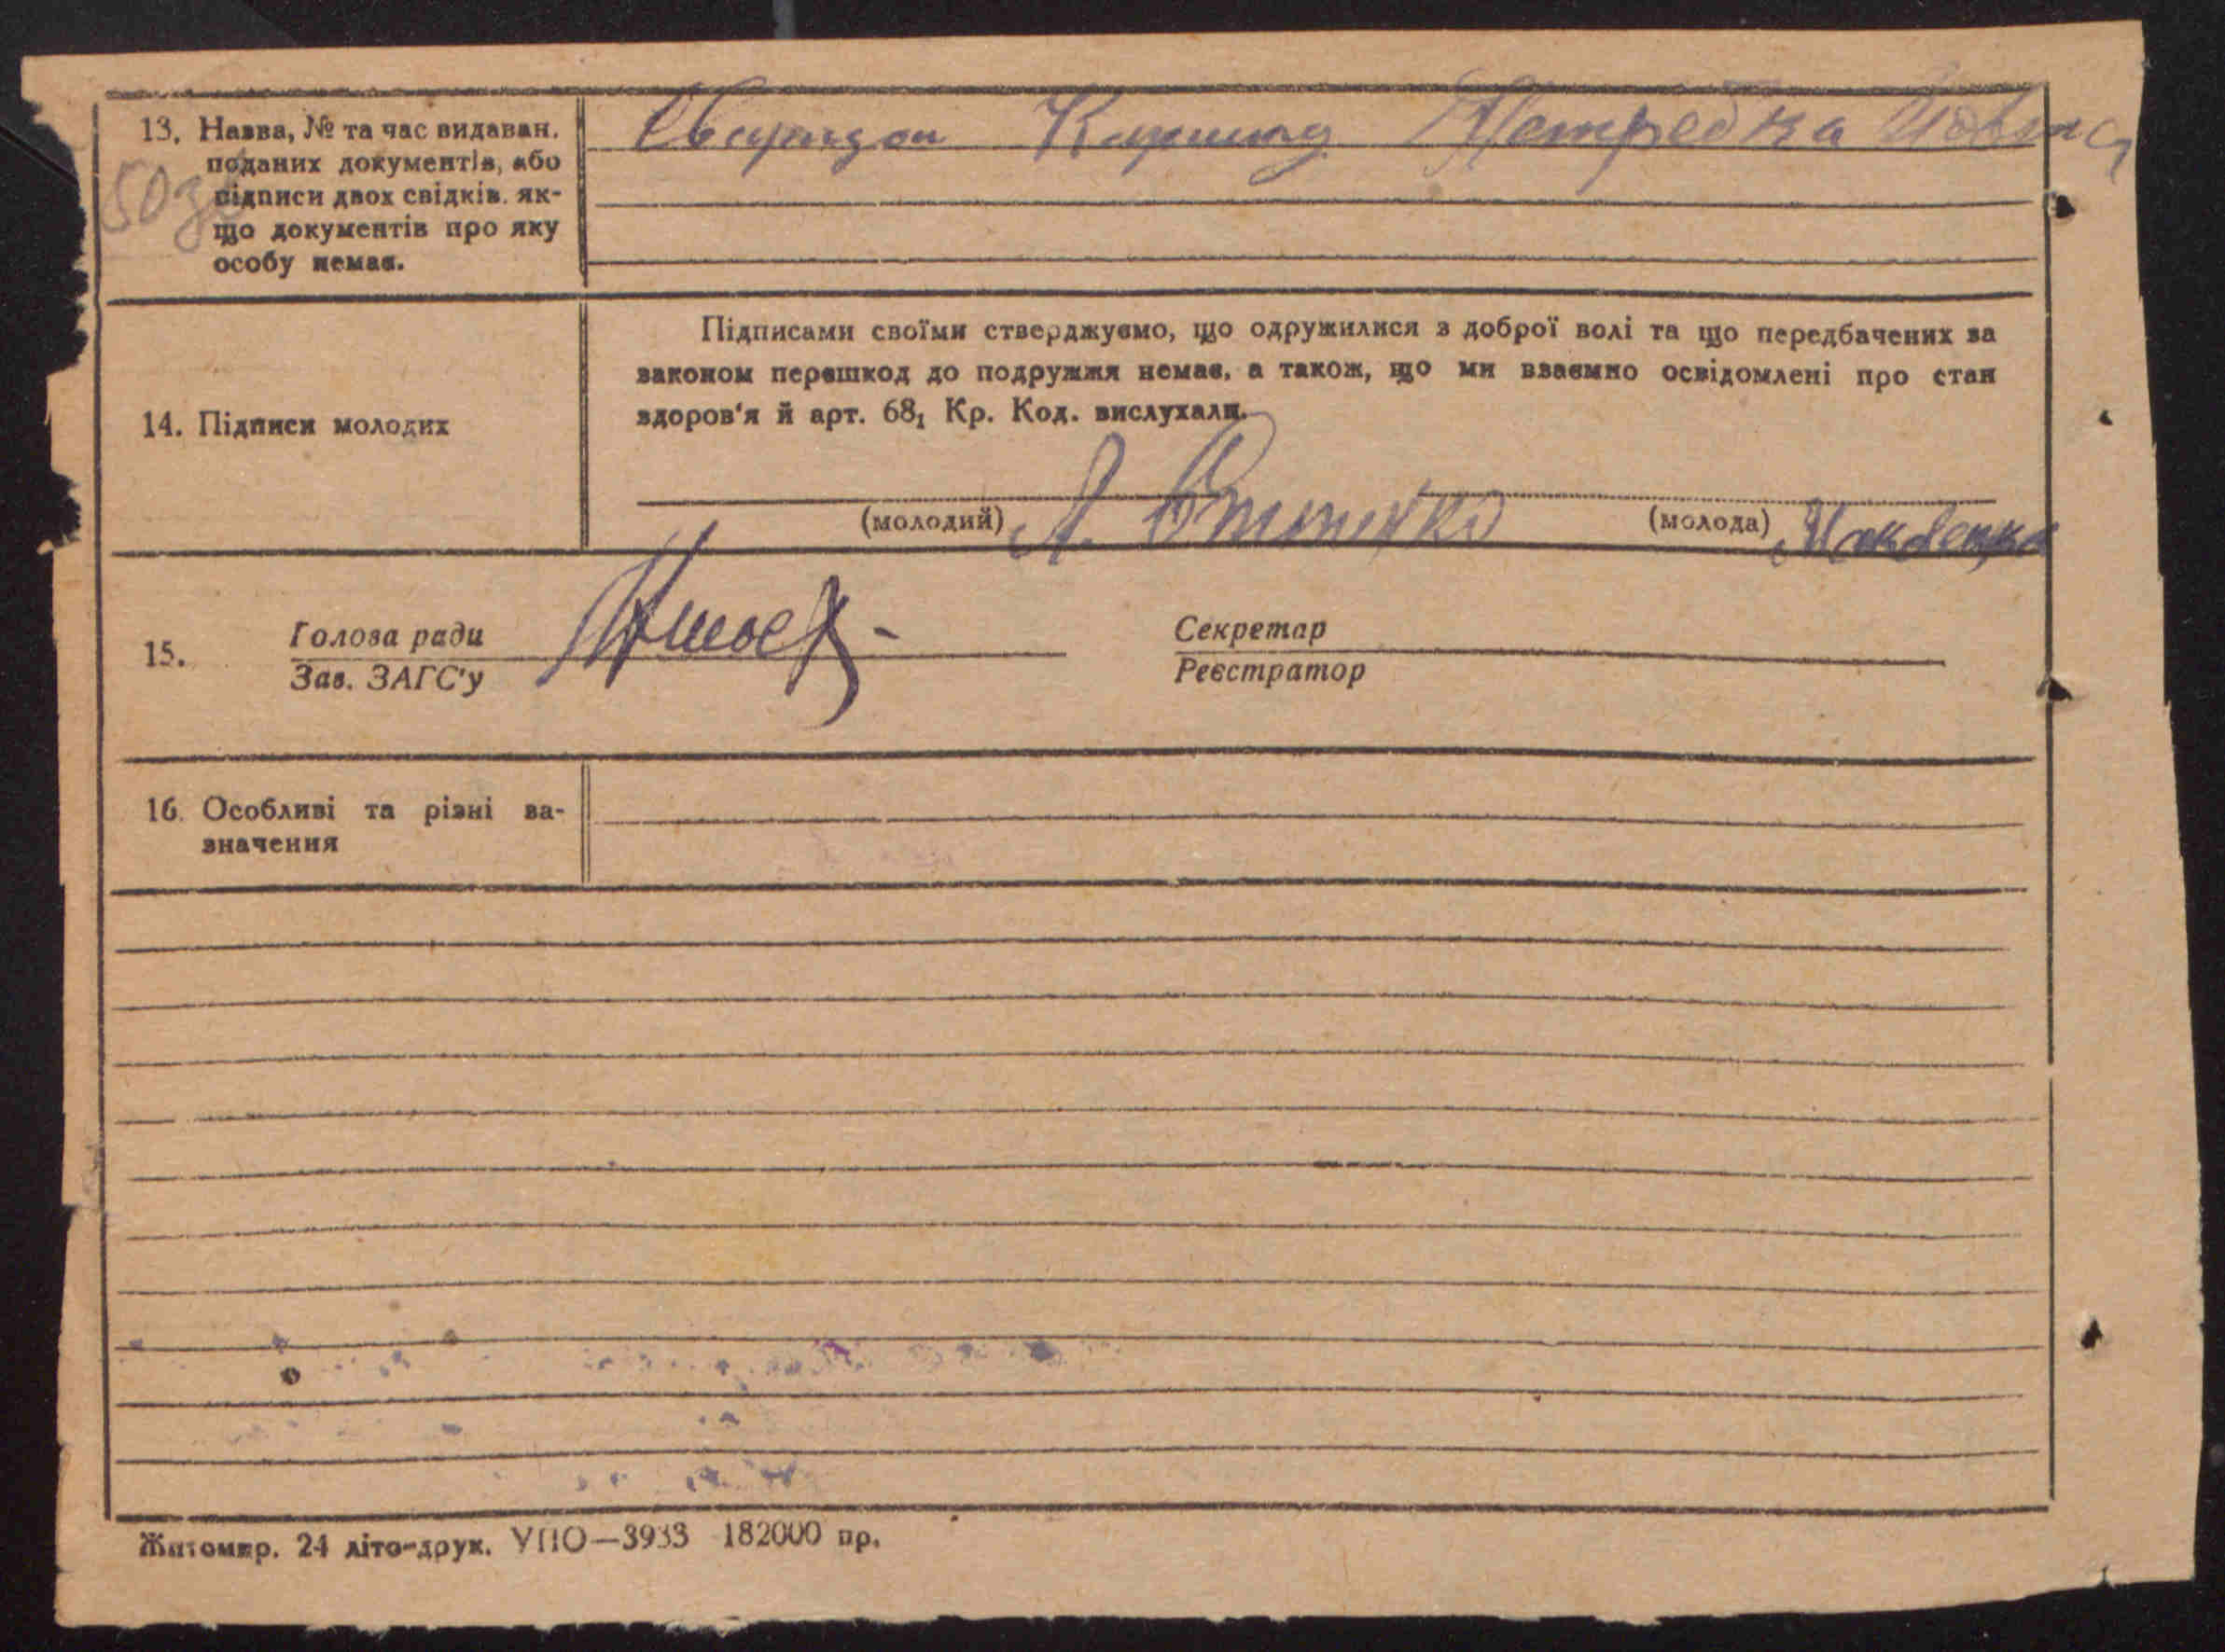 13. Назва, № та час видаван.
поданих документів, або
підписи двох свідків, як-
що документів про яку
особу немає.
Метредка
50
Підписами своїми стверджуємо, що одружилися з доброї волі та що передбачених за
законом перешкод до подружжя немає, а також, що ми взаємно освідомлені про стан
здоров'я й арт. 68₁ Кр. Код. вислухали.
14. Підписи молодих
(молодий) А.
(молода)
15.
Голова ради
Зав. ЗАГС'у
Секретар
Реєстратор
16. Особливі та різні за-
значення
Житомир. 24 літо-друк. УПО—3933 182000 пр.